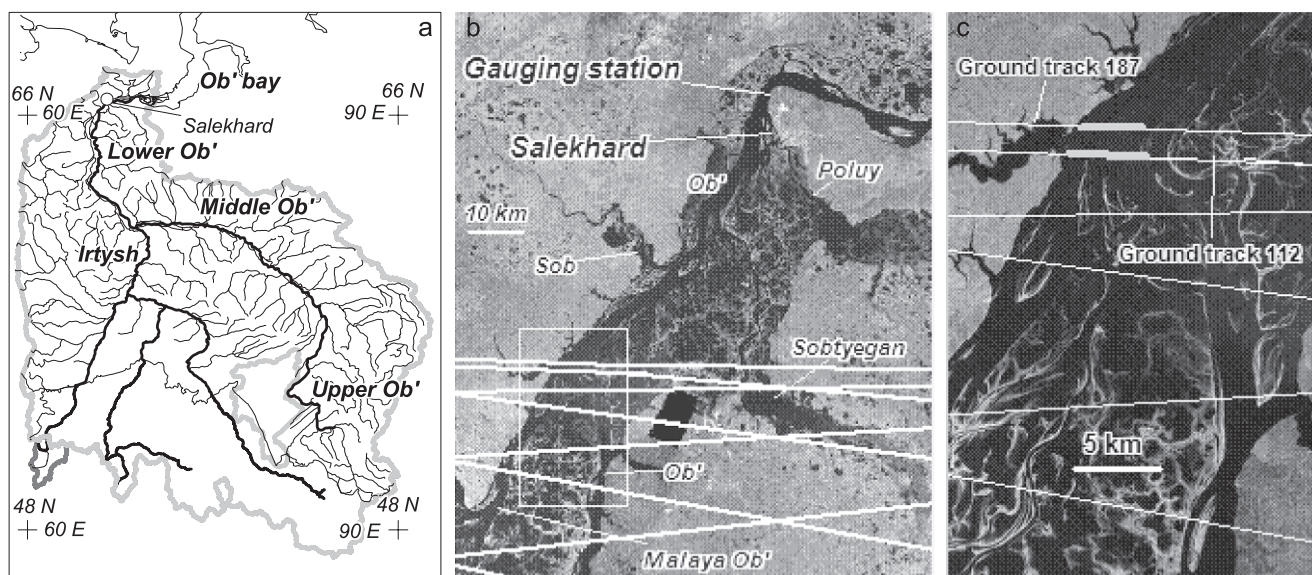 a
Ob' bay
66 N
60 E
66 N
90 E
Salekhard
Lower Ob'
Middle Ob'
Irtysh
Upper Ob'
48 N
60 E
48 N
90 E
b
Gauging station
Salekhard
Ob'
Poluy
10 km
Sob
Sobtyegan
Ob'
Malaya Ob'
c
Ground track 187
Ground track 112
5 km